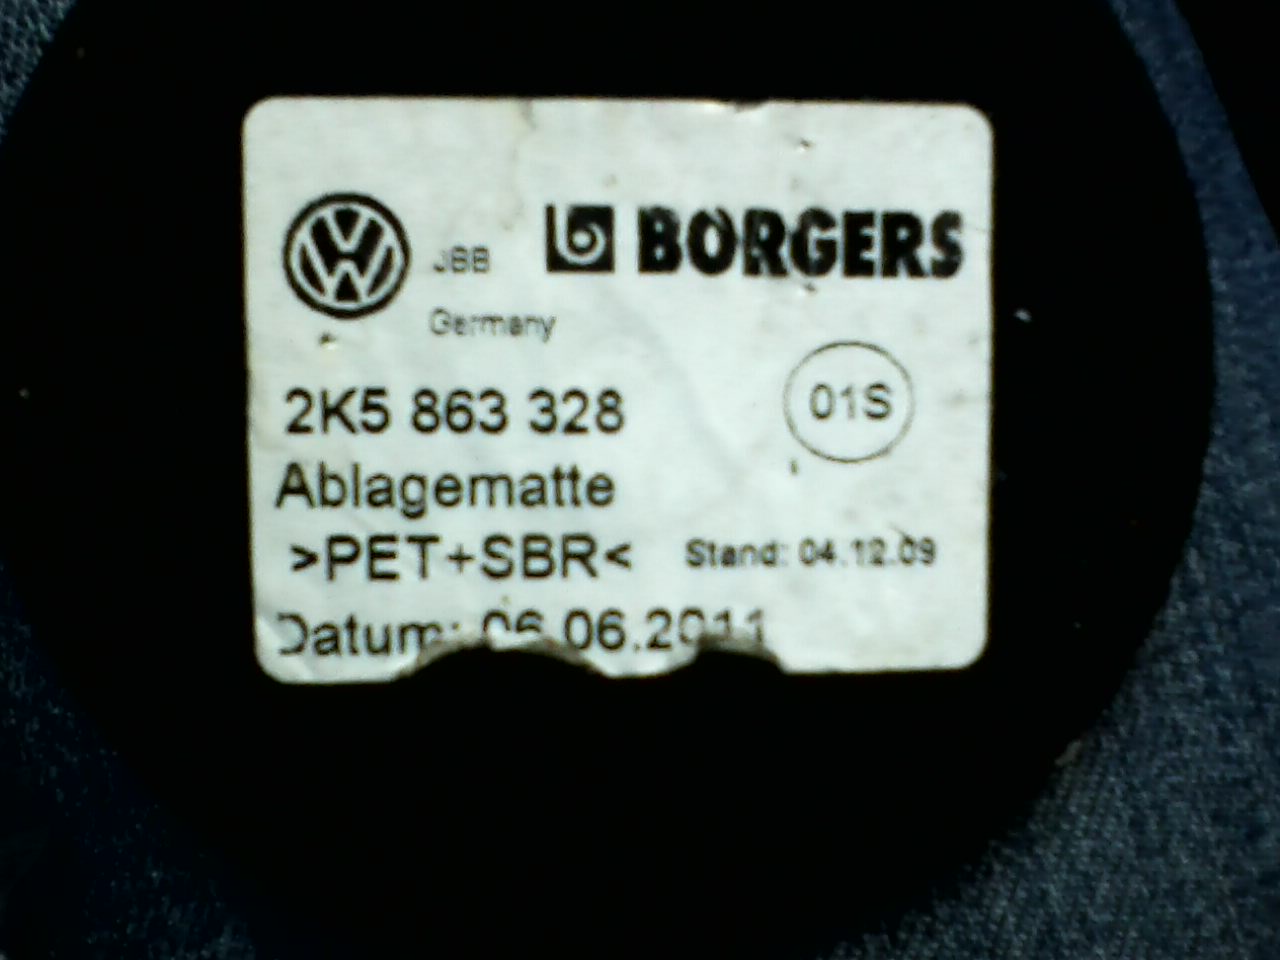 JBB BORGERS
Germany
2K5 863 328 01S
Ablagematte
>PET+SBR< Stand: 04.12.09
Datum: 06.06.2011